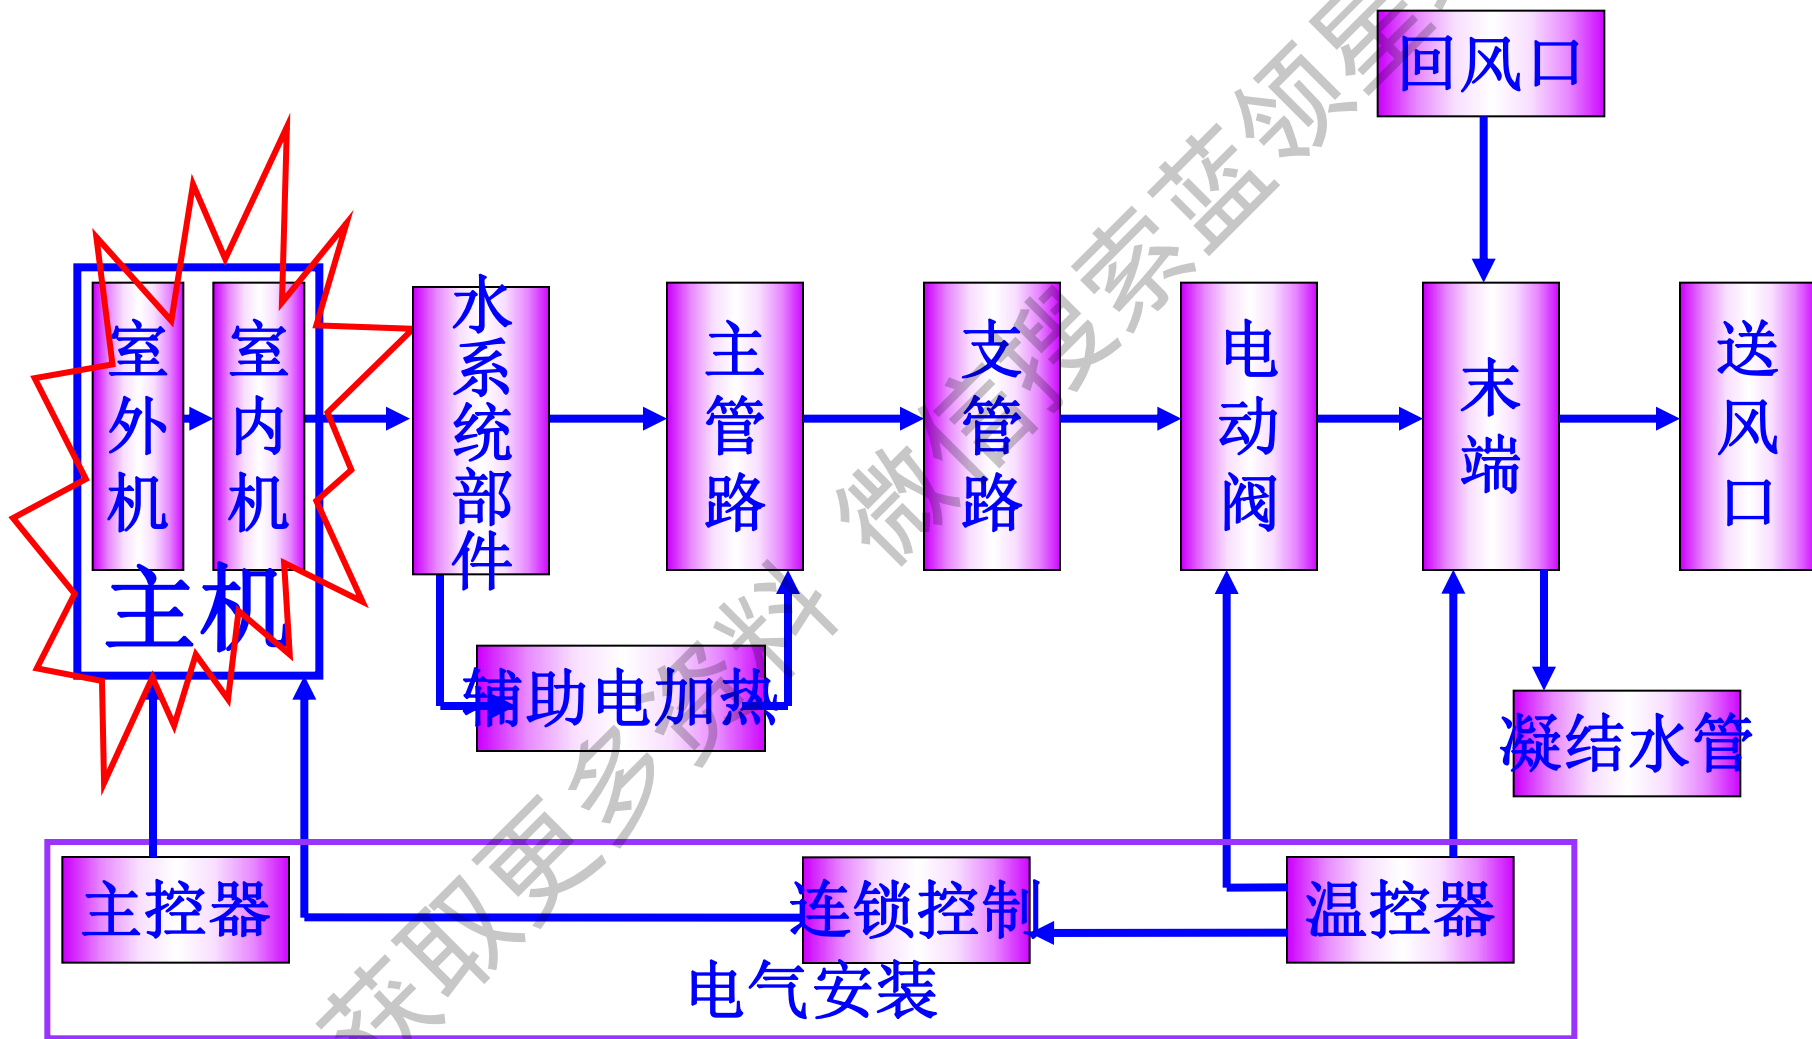 回风口
室外机
室内机
主机
水系统部件
主管路
支管路
电动阀
末端
送风口
辅助电加热
凝结水管
主控器
连锁控制
温控器
电气安装
获取更多资料 微信搜索蓝领星